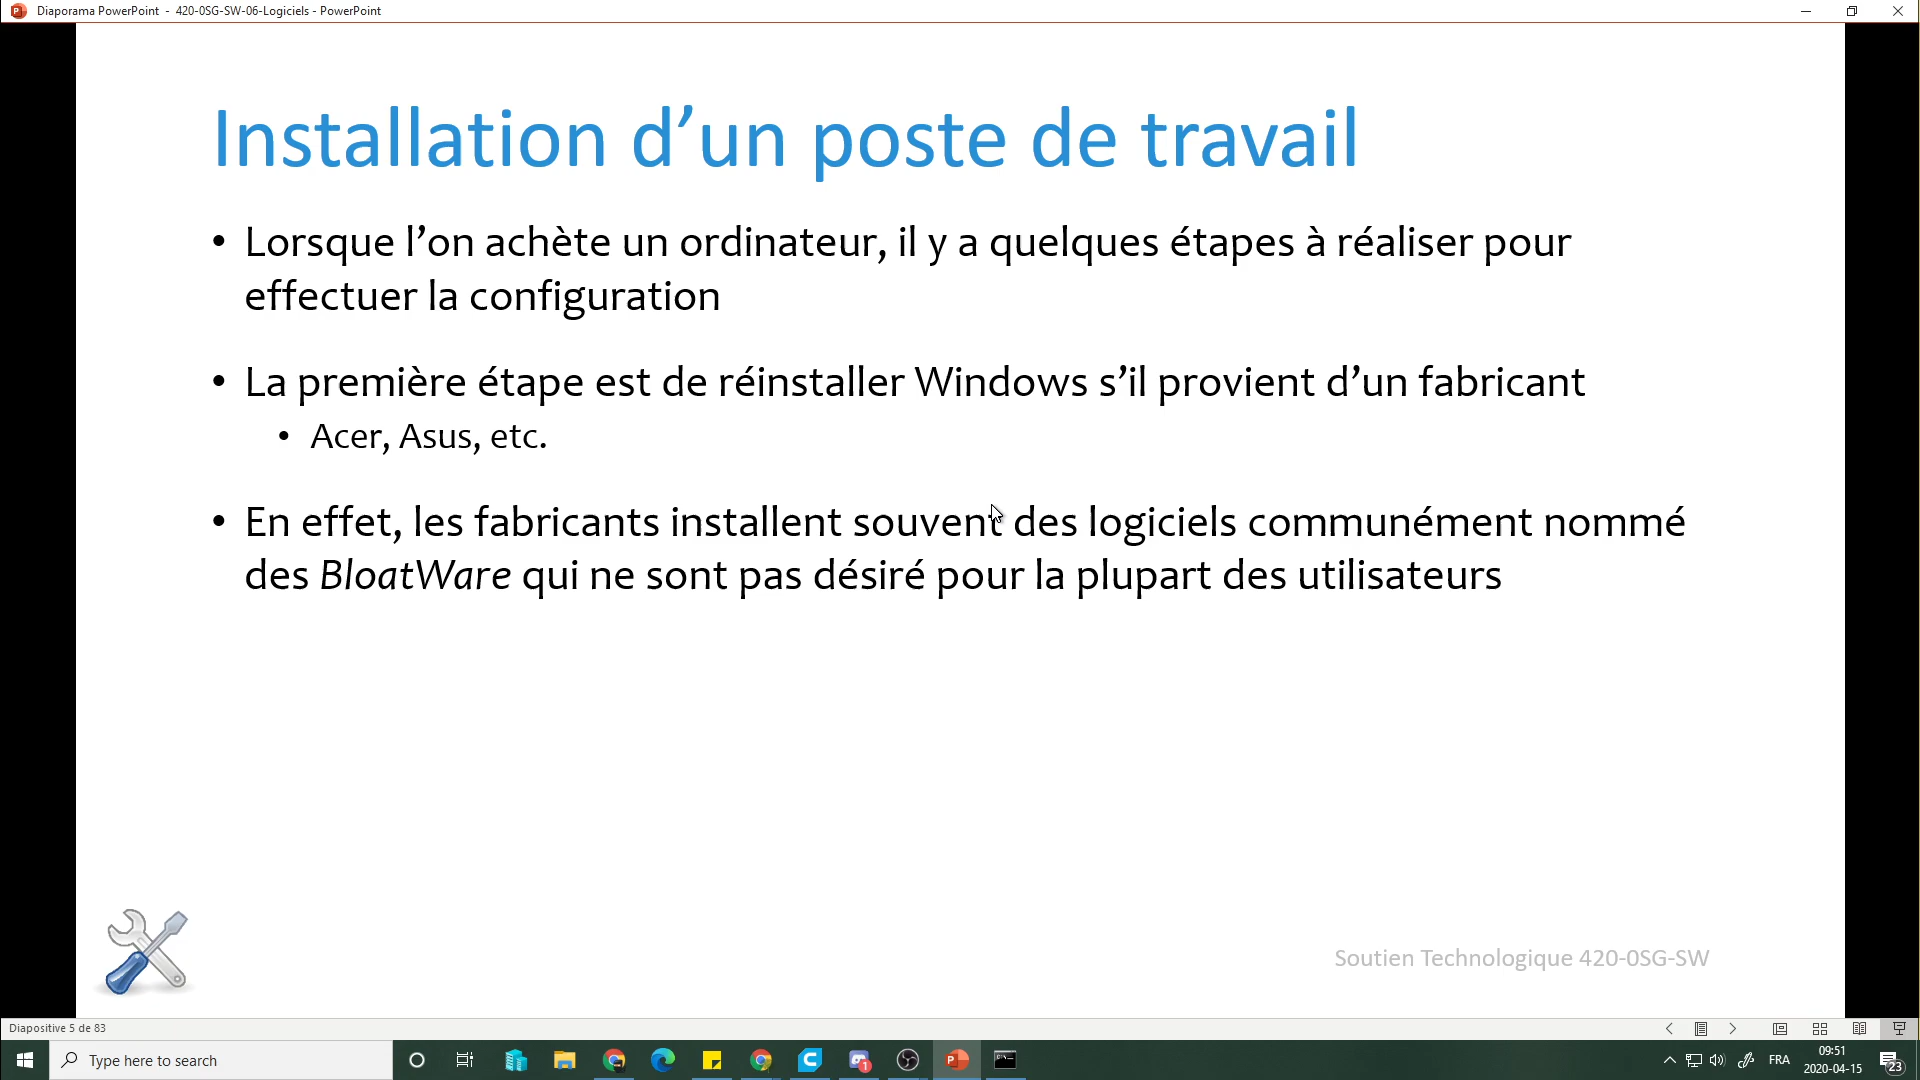 Diaporama PowerPoint - 420-0SG-SW-06-Logiciels - PowerPoint
Installation d’un poste de travail
• Lorsque l’on achète un ordinateur, il y a quelques étapes à réaliser pour
effectuer la configuration
• La première étape est de réinstaller Windows s’il provient d’un fabricant
• Acer, Asus, etc.
• En effet, les fabricants installent souvent des logiciels communément nommé
des BloatWare qui ne sont pas désiré pour la plupart des utilisateurs
Soutien Technologique 420-0SG-SW
Diapositive 5 de 83
Type here to search
1
FRA
09:51
2020-04-15
23